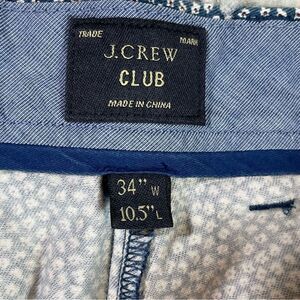 TRADE MARK
J.CREW
CLUB
MADE IN CHINA
34" W
10.5" L